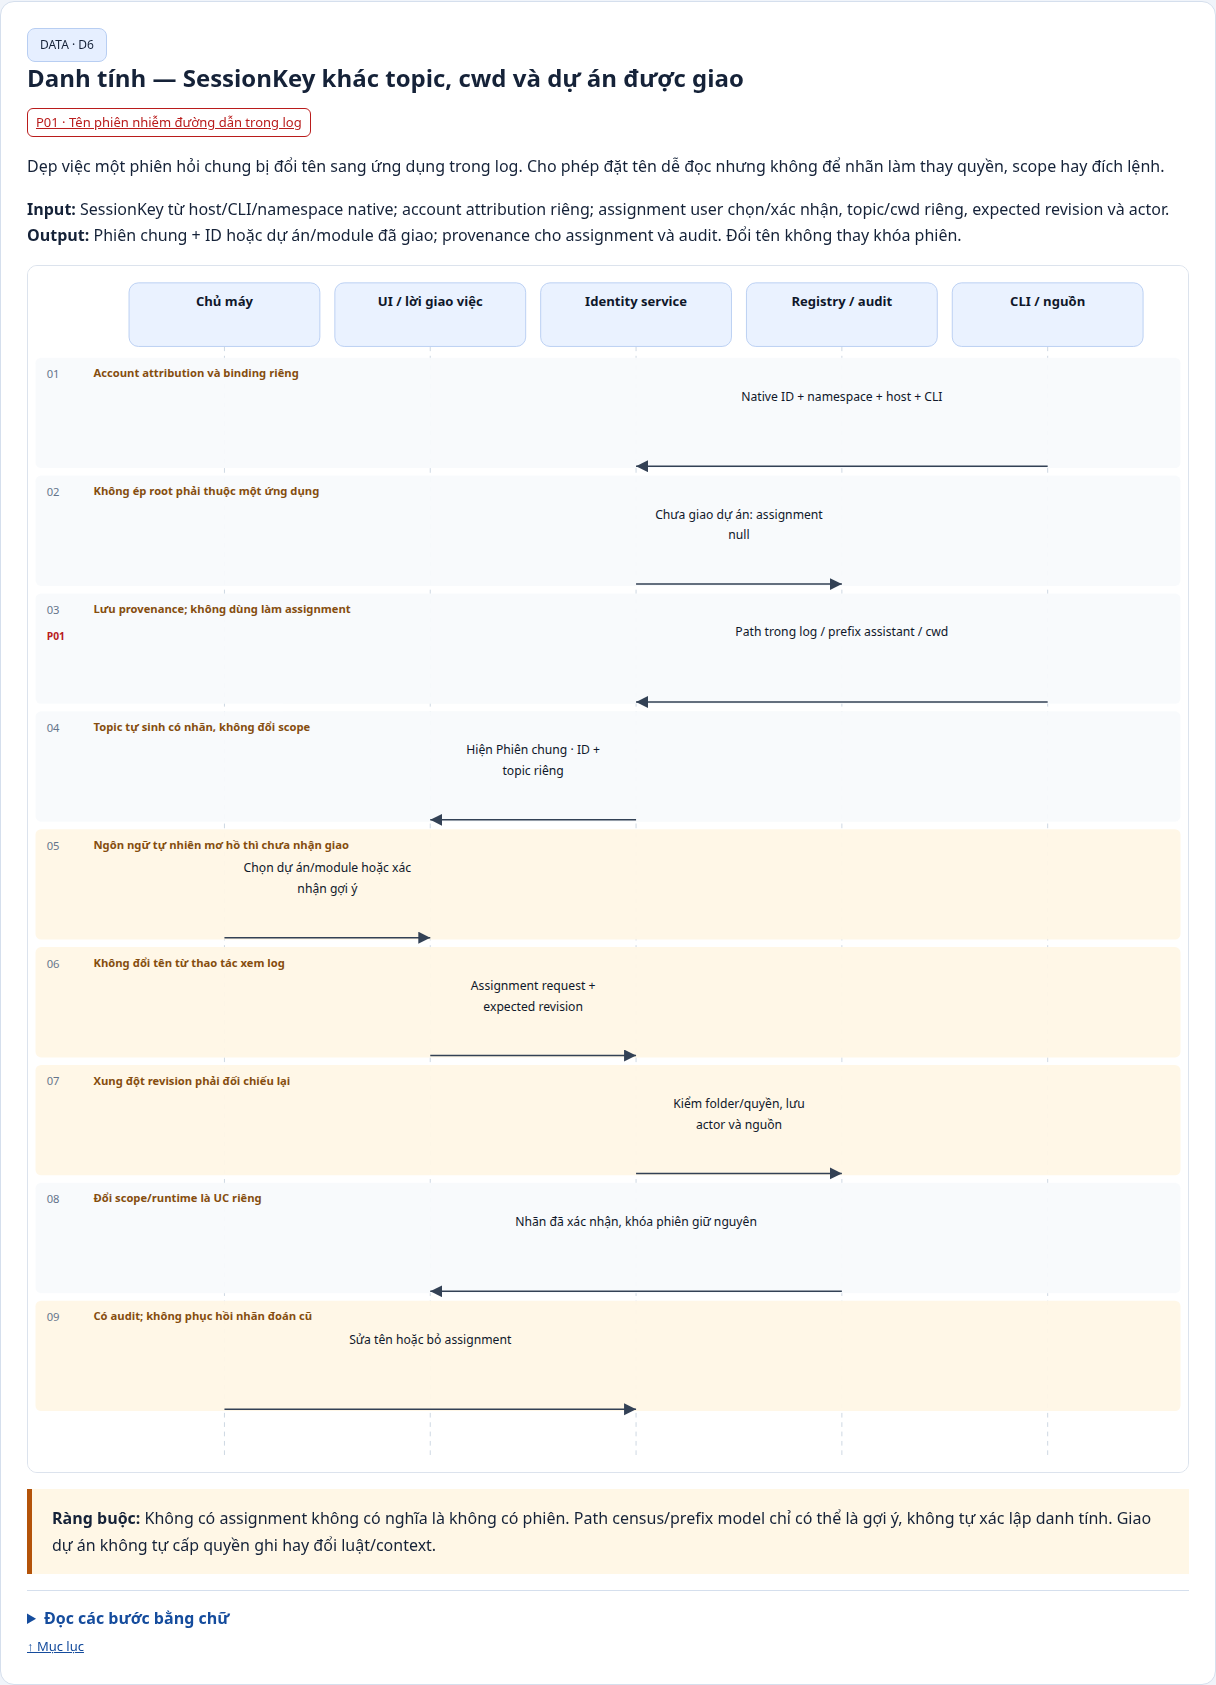 DATA · D6
Danh tính — SessionKey khác topic, cwd và dự án được giao
P01 · Tên phiên nhiễm đường dẫn trong log
Dẹp việc một phiên hỏi chung bị đổi tên sang ứng dụng trong log. Cho phép đặt tên dễ đọc nhưng không để nhãn làm thay quyền, scope hay đích lệnh.
Input: SessionKey từ host/CLI/namespace native; account attribution riêng; assignment user chọn/xác nhận, topic/cwd riêng, expected revision và actor.
Output: Phiên chung + ID hoặc dự án/module đã giao; provenance cho assignment và audit. Đổi tên không thay khóa phiên.
Chủ máy
UI / lời giao việc
Identity service
Registry / audit
CLI / nguồn
01
Account attribution và binding riêng
Native ID + namespace + host + CLI
02
Không ép root phải thuộc một ứng dụng
Chưa giao dự án: assignment
null
03
Lưu provenance; không dùng làm assignment
P01
Path trong log / prefix assistant / cwd
04
Topic tự sinh có nhãn, không đổi scope
Hiện Phiên chung · ID +
topic riêng
05
Ngôn ngữ tự nhiên mơ hồ thì chưa nhận giao
Chọn dự án/module hoặc xác
nhận gợi ý
06
Không đổi tên từ thao tác xem log
Assignment request +
expected revision
07
Xung đột revision phải đối chiếu lại
Kiểm folder/quyền, lưu
actor và nguồn
08
Đổi scope/runtime là UC riêng
Nhãn đã xác nhận, khóa phiên giữ nguyên
09
Có audit; không phục hồi nhãn đoán cũ
Sửa tên hoặc bỏ assignment
Ràng buộc: Không có assignment không có nghĩa là không có phiên. Path census/prefix model chỉ có thể là gợi ý, không tự xác lập danh tính. Giao
dự án không tự cấp quyền ghi hay đổi luật/context.
Đọc các bước bằng chữ
↑ Mục lục